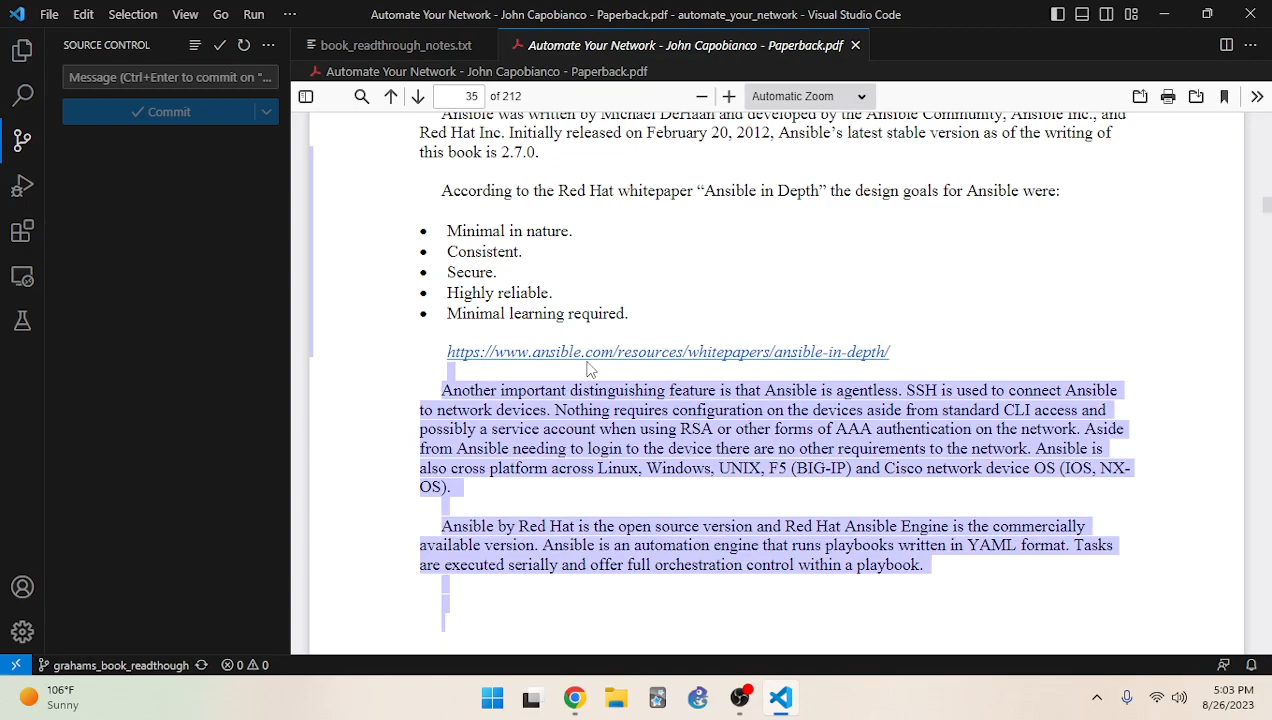 File Edit Selection View Go Run ··· Automate Your Network - John Capobianco - Paperback.pdf - automate_your_network - Visual Studio Code
SOURCE CONTROL
book_readthrough_notes.txt Automate Your Network - John Capobianco - Paperback.pdf
Message (Ctrl+Enter to commit on "...
Automate Your Network - John Capobianco - Paperback.pdf
Commit
35 of 212 Automatic Zoom
Ansible was written by Michael DeHaan and developed by the Ansible Community, Ansible Inc., and
Red Hat Inc. Initially released on February 20, 2012, Ansible’s latest stable version as of the writing of
this book is 2.7.0.
According to the Red Hat whitepaper “Ansible in Depth” the design goals for Ansible were:
• Minimal in nature.
• Consistent.
• Secure.
• Highly reliable.
• Minimal learning required.
https://www.ansible.com/resources/whitepapers/ansible-in-depth/
Another important distinguishing feature is that Ansible is agentless. SSH is used to connect Ansible
to network devices. Nothing requires configuration on the devices aside from standard CLI access and
possibly a service account when using RSA or other forms of AAA authentication on the network. Aside
from Ansible needing to login to the device there are no other requirements to the network. Ansible is
also cross platform across Linux, Windows, UNIX, F5 (BIG-IP) and Cisco network device OS (IOS, NX-
OS).
Ansible by Red Hat is the open source version and Red Hat Ansible Engine is the commercially
available version. Ansible is an automation engine that runs playbooks written in YAML format. Tasks
are executed serially and offer full orchestration control within a playbook.
grahams_book_readthough 0 0
106°F
Sunny
5:03 PM
8/26/2023